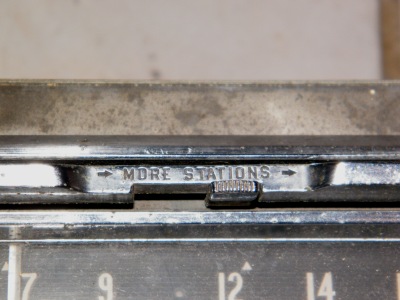 → MORE STATIONS →
7 9 12 14